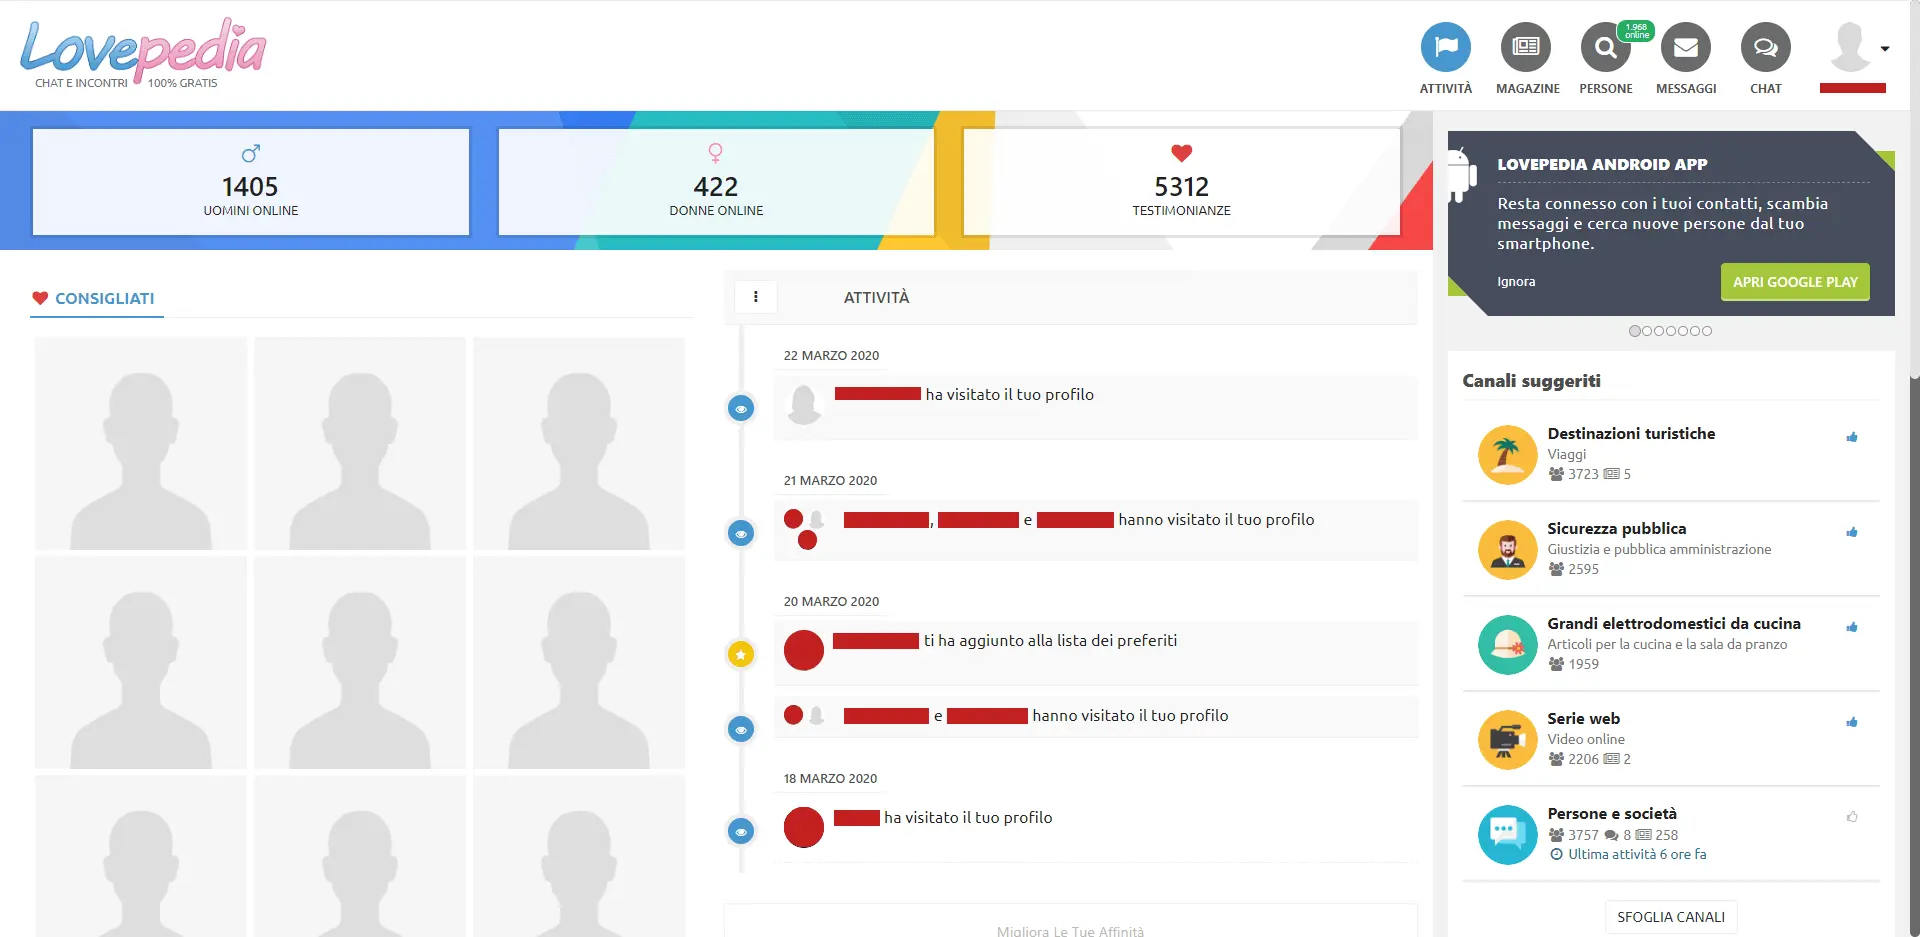 Lovepedia
CHAT E INCONTRI 100% GRATIS
ATTIVITÀ
MAGAZINE
1.968
online
PERSONE
MESSAGGI
CHAT
1405
UOMINI ONLINE
422
DONNE ONLINE
5312
TESTIMONIANZE
CONSIGLIATI
ATTIVITÀ
22 MARZO 2020
ha visitato il tuo profilo
21 MARZO 2020
, e hanno visitato il tuo profilo
20 MARZO 2020
ti ha aggiunto alla lista dei preferiti
e hanno visitato il tuo profilo
18 MARZO 2020
ha visitato il tuo profilo
Migliora Le Tue Affinità
LOVEPEDIA ANDROID APP
Resta connesso con i tuoi contatti, scambia
messaggi e cerca nuove persone dal tuo
smartphone.
Ignora
APRI GOOGLE PLAY
Canali suggeriti
Destinazioni turistiche
Viaggi
3723 5
Sicurezza pubblica
Giustizia e pubblica amministrazione
2595
Grandi elettrodomestici da cucina
Articoli per la cucina e la sala da pranzo
1959
Serie web
Video online
2206 2
Persone e società
3757 8 258
Ultima attività 6 ore fa
SFOGLIA CANALI